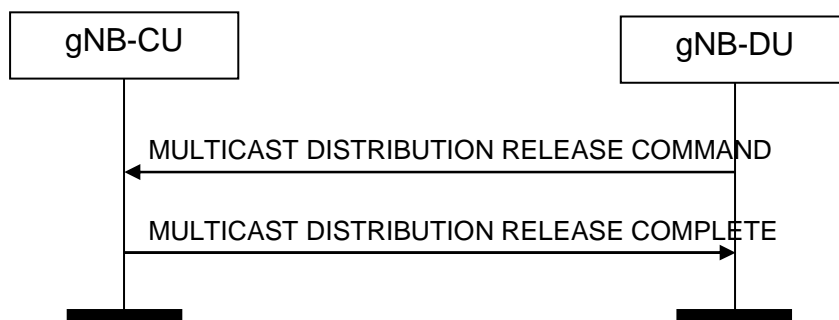 gNB-CU
gNB-DU
MULTICAST DISTRIBUTION RELEASE COMMAND
MULTICAST DISTRIBUTION RELEASE COMPLETE